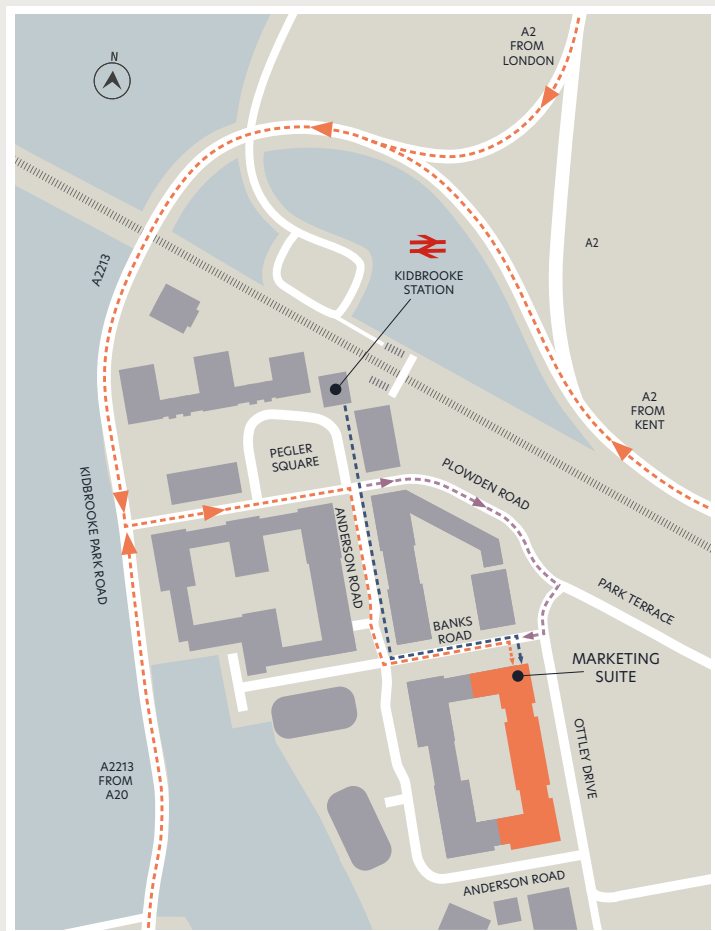 A2
FROM
LONDON
N
A2
A2213
KIDBROOKE
STATION
A2
FROM
KENT
PEGLER
SQUARE
PLOWDEN ROAD
KIDBROOKE PARK ROAD
ANDERSON ROAD
PARK TERRACE
BANKS
ROAD
MARKETING
SUITE
OTTLEY DRIVE
A2213
FROM
A20
ANDERSON ROAD